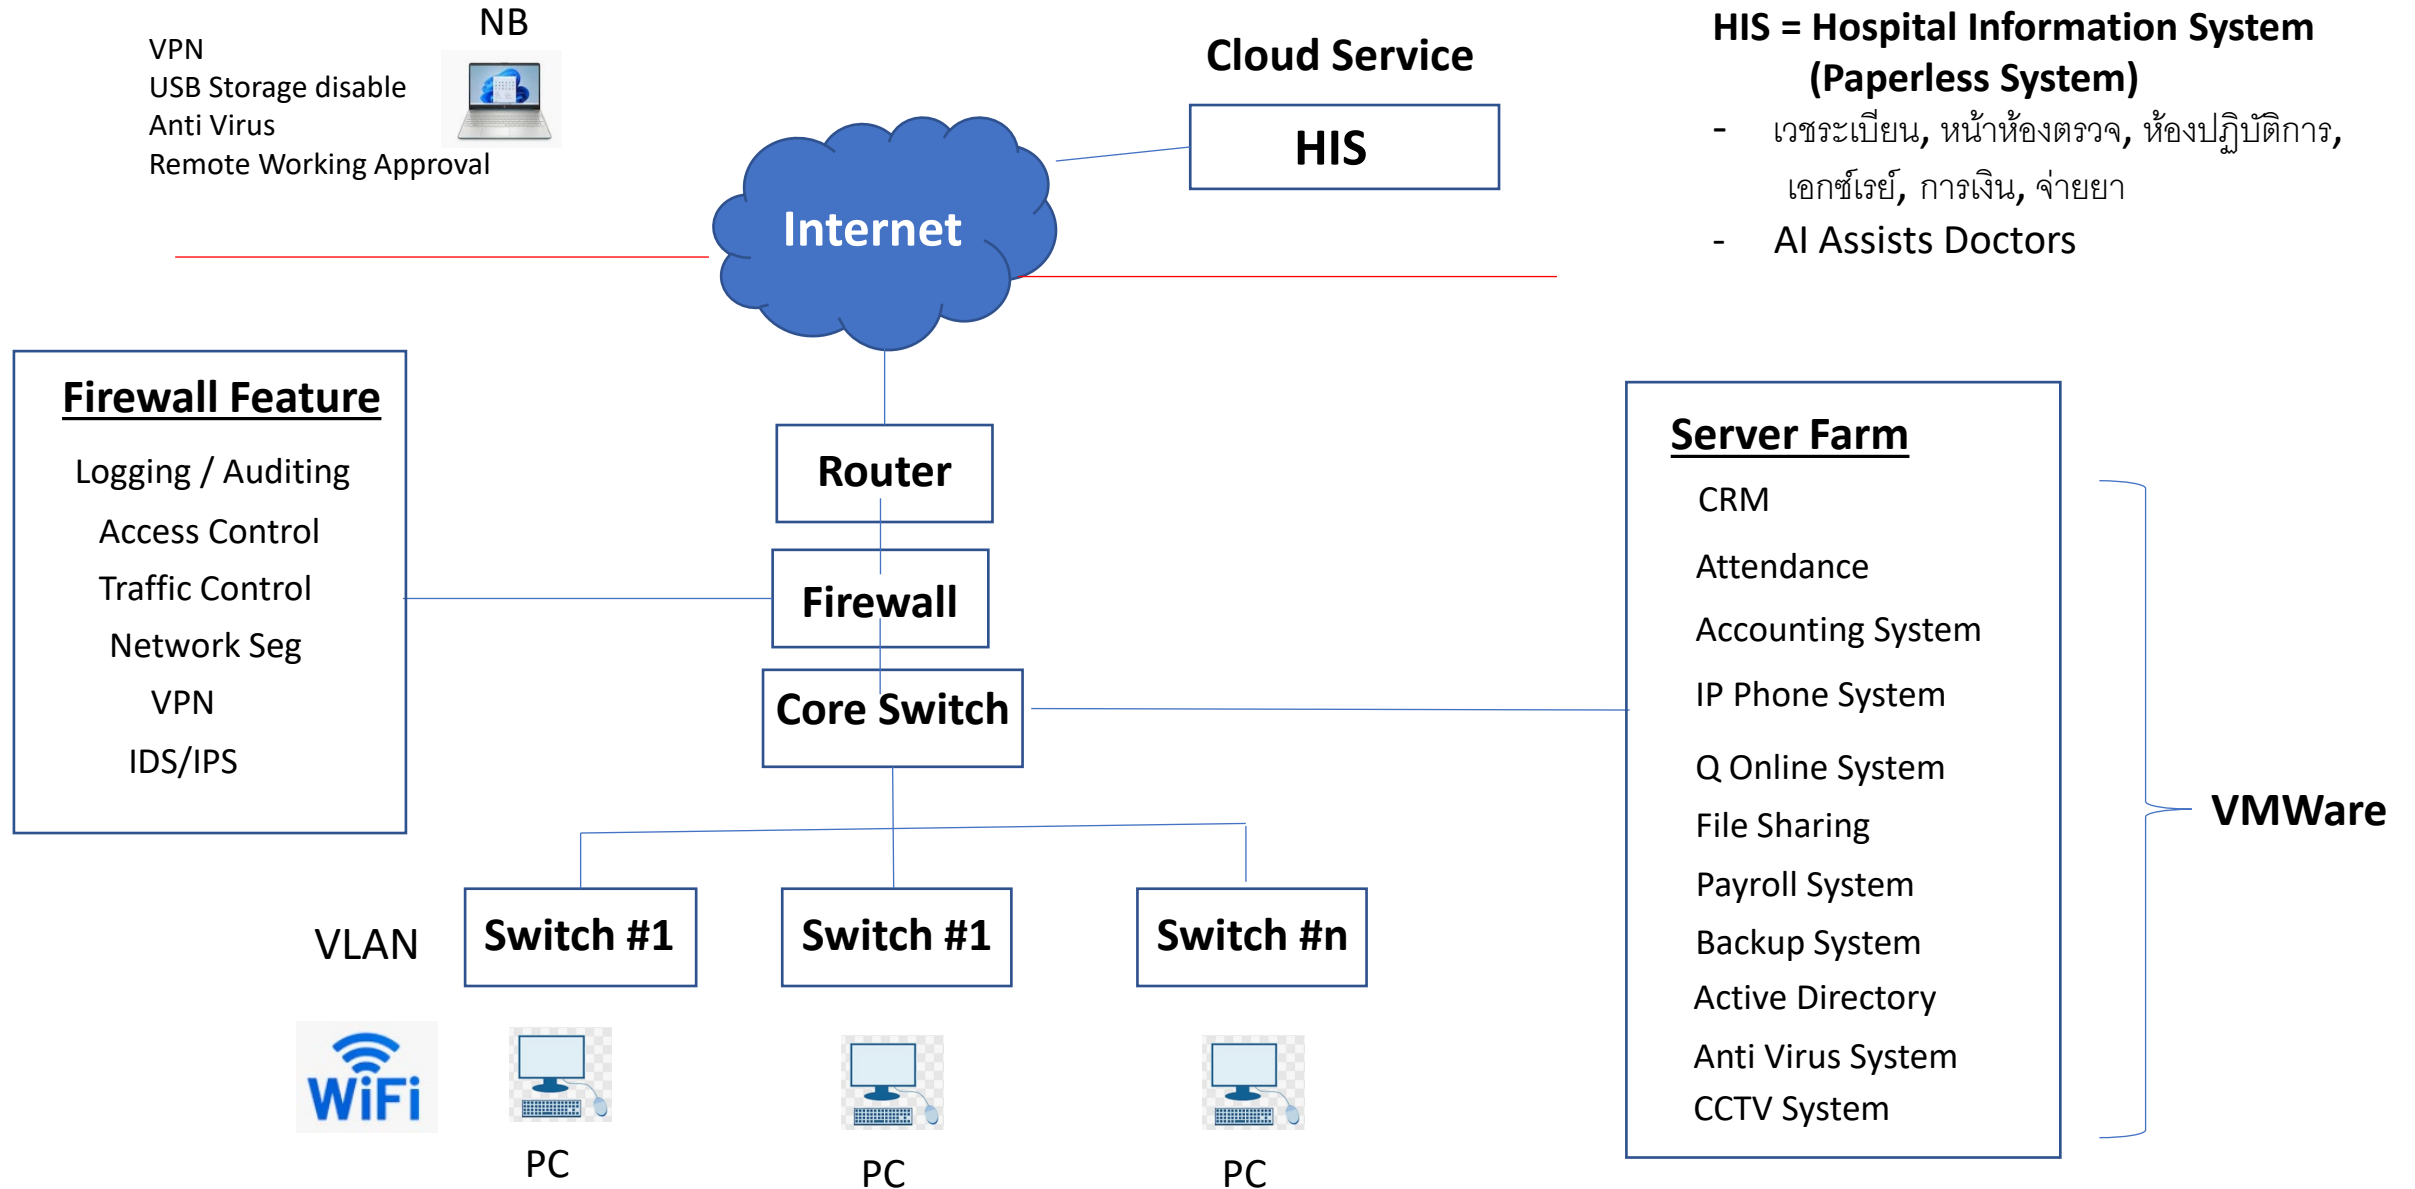 NB
VPN
USB Storage disable
Anti Virus
Remote Working Approval
Cloud Service
HIS
Internet
HIS = Hospital Information System
(Paperless System)
- เวชระเบียน, หน้าห้องตรวจ, ห้องปฏิบัติการ,
เอกซ์เรย์, การเงิน, จ่ายยา
- AI Assists Doctors
Firewall Feature
Logging / Auditing
Access Control
Traffic Control
Network Seg
VPN
IDS/IPS
Router
Firewall
Core Switch
Server Farm
CRM
Attendance
Accounting System
IP Phone System
Q Online System
File Sharing
Payroll System
Backup System
Active Directory
Anti Virus System
CCTV System
VMWare
VLAN
Switch #1
Switch #1
Switch #n
WiFi
PC
PC
PC